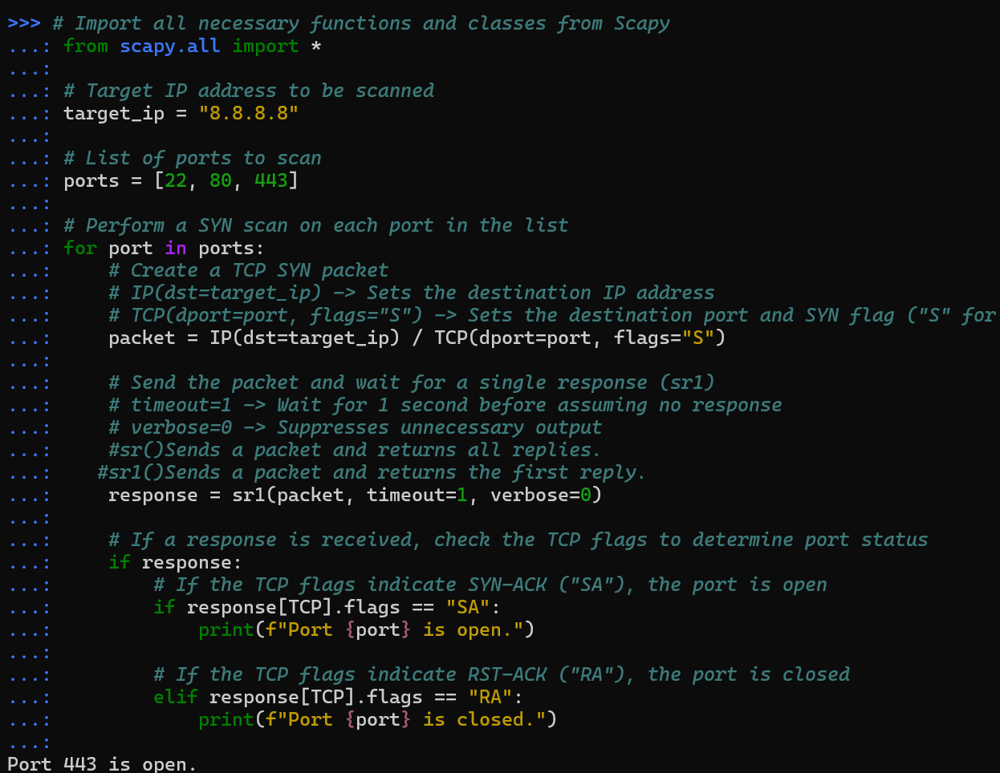 >>> # Import all necessary functions and classes from Scapy
...: from scapy.all import *
...:
...: # Target IP address to be scanned
...: target_ip = "8.8.8.8"
...:
...: # List of ports to scan
...: ports = [22, 80, 443]
...:
...: # Perform a SYN scan on each port in the list
...: for port in ports:
...:     # Create a TCP SYN packet
...:     # IP(dst=target_ip) -> Sets the destination IP address
...:     # TCP(dport=port, flags="S") -> Sets the destination port and SYN flag ("S" for
...:     packet = IP(dst=target_ip) / TCP(dport=port, flags="S")
...:
...:     # Send the packet and wait for a single response (sr1)
...:     # timeout=1 -> Wait for 1 second before assuming no response
...:     # verbose=0 -> Suppresses unnecessary output
...:     #sr()Sends a packet and returns all replies.
...:    #sr1()Sends a packet and returns the first reply.
...:     response = sr1(packet, timeout=1, verbose=0)
...:
...:     # If a response is received, check the TCP flags to determine port status
...:     if response:
...:         # If the TCP flags indicate SYN-ACK ("SA"), the port is open
...:         if response[TCP].flags == "SA":
...:             print(f"Port {port} is open.")
...:
...:         # If the TCP flags indicate RST-ACK ("RA"), the port is closed
...:         elif response[TCP].flags == "RA":
...:             print(f"Port {port} is closed.")
...:
Port 443 is open.